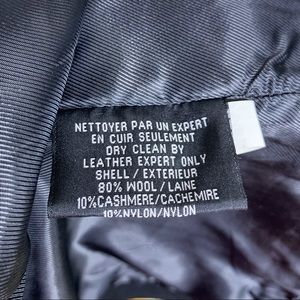 NETTOYER PAR UN EXPERT
EN CUIR SEULEMENT
DRY CLEAN BY
LEATHER EXPERT ONLY
SHELL / EXTERIEUR
80% WOOL / LAINE
10%CASHMERE/CACHEMIRE
10%NYLON/NYLON